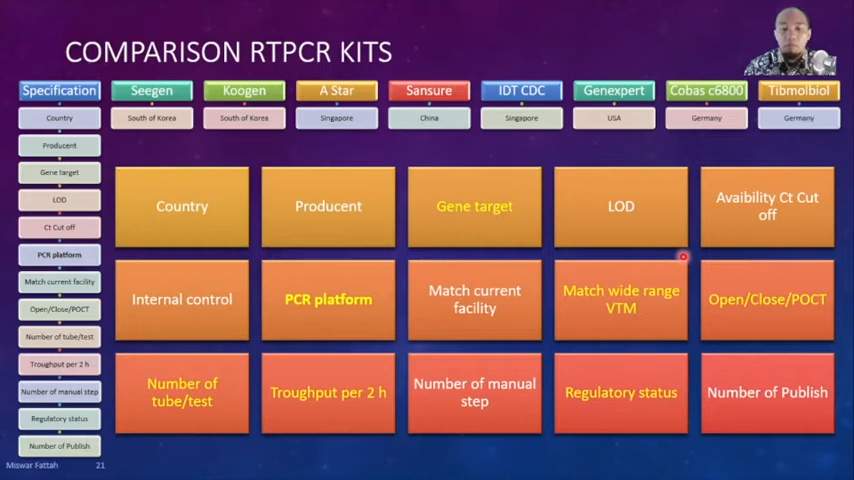 COMPARISON RTPCR KITS
Specification
Seegen
Koogen
A Star
Sansure
IDT CDC
Genexpert
Cobas c6800
Tibmolbiol
Country
South of Korea
South of Korea
Singapore
China
Singapore
USA
Germany
Germany
Producent
Gene target
LOD
Ct Cut off
PCR platform
Match current facility
Open/Close/POCT
Number of tube/test
Troughput per 2 h
Number of manual step
Regulatory status
Number of Publish
Country
Producent
Gene target
LOD
Avaibility Ct Cut
off
Internal control
PCR platform
Match current
facility
Match wide range
VTM
Open/Close/POCT
Number of
tube/test
Troughput per 2 h
Number of manual
step
Regulatory status
Number of Publish
Miswar Fattah
21